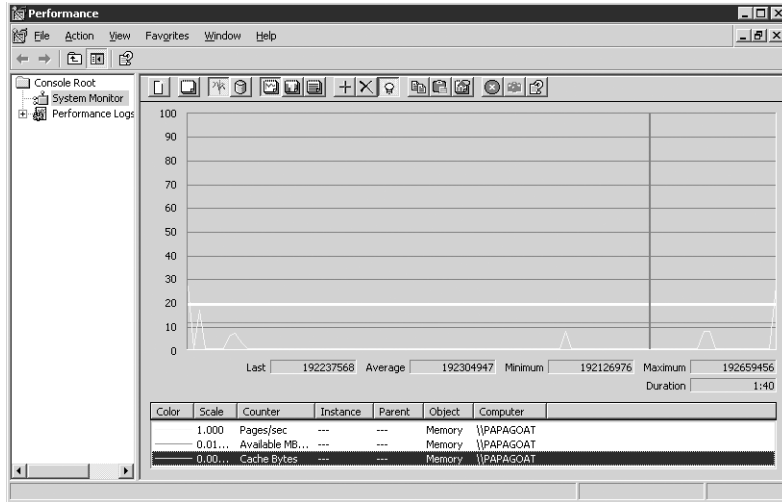 Performance
File Action View Favorites Window Help
Console Root
System Monitor
Performance Logs
100
90
80
70
60
50
40
30
20
10
0
Last 192237568 Average 192304947 Minimum 192126976 Maximum 192659456
Duration 1:40
Color Scale Counter Instance Parent Object Computer
1.000 Pages/sec --- --- Memory \\PAPAGOAT
0.01... Available MB... --- --- Memory \\PAPAGOAT
0.00... Cache Bytes --- --- Memory \\PAPAGOAT